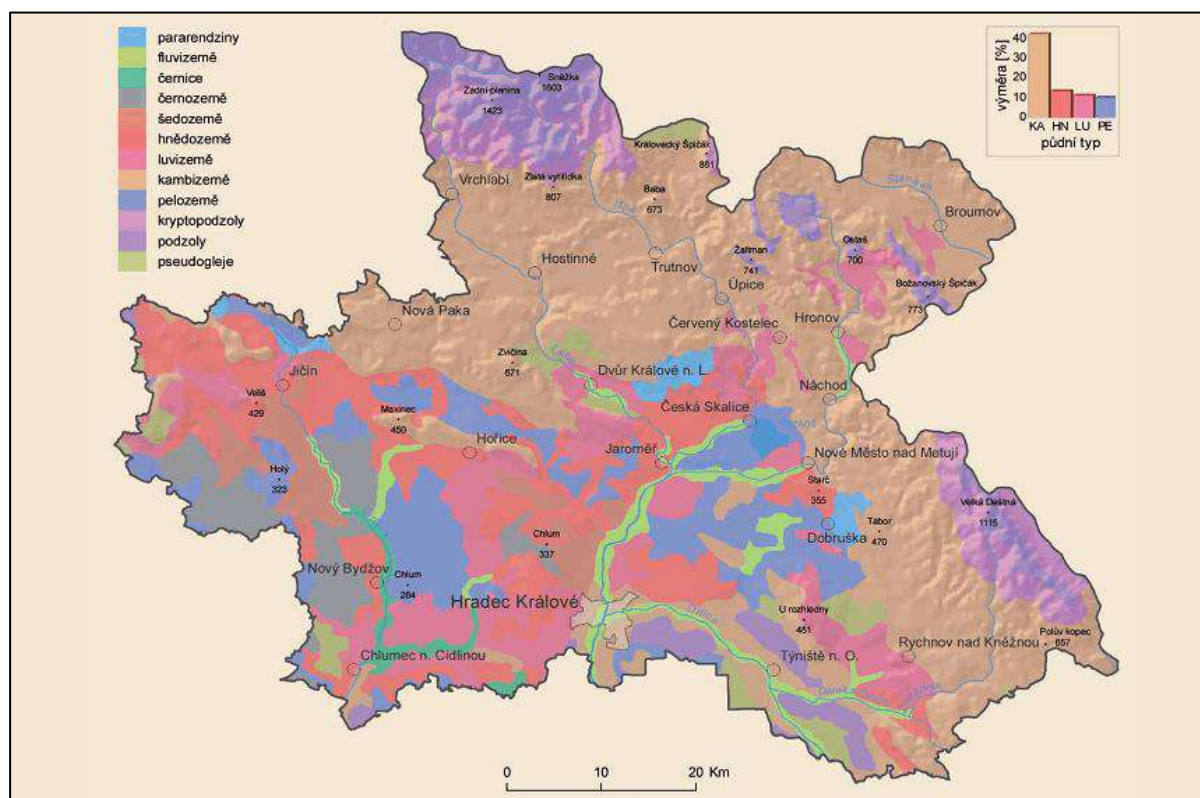 pararendziny
fluvizemě
černice
černozemě
šedozemě
hnědozemě
luvizemě
kambizemě
pelozemě
kryptopodzoly
podzoly
pseudogleje
výměra [%]
40
30
20
10
0
KA HN LU PE
půdní typ
Sněžka
1603
Zadní planina
1423
Královecký Špičák
881
Vrchlabí
Zlatá vyhlídka
807
Baba
673
Úpa
Stěnava
Broumov
Hostinné
Trutnov
Žaltman
741
Ostaš
700
Úpice
Božanovský Špičák
773
Nová Paka
Červený Kostelec
Hronov
Zvičina
671
Labe
Dvůr Králové n. L.
Jičín
Náchod
Veliš
429
Maxinec
450
Česká Skalice
Hořice
Jaroměř
Nové Město nad Metují
Holý
323
Starč
355
Velká Deštná
1115
Chlum
337
Dobruška
Tábor
470
Nový Bydžov
Chlum
284
Hradec Králové
Orlice
U rozhledny
451
Polův kopec
657
Rychnov nad Kněžnou
Chlumec n. Cidlinou
Týniště n. O.
0 10 20 Km